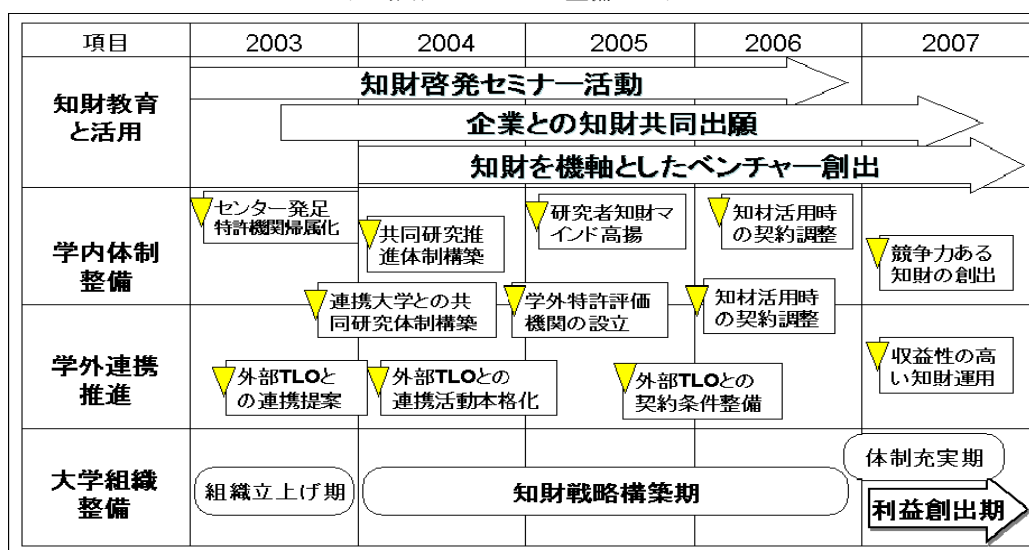 項目 2003 2004 2005 2006 2007
知財教育
と活用
知財啓発セミナー活動
企業との知財共同出願
知財を機軸としたベンチャー創出
学内体制
整備
センター発足
特許機関帰属化
共同研究推
進体制構築
研究者知財マ
インド高揚
知材活用時
の契約調整
競争力ある
知財の創出
連携大学との共
同研究体制構築
学外特許評価
機関の設立
知材活用時
の契約調整
学外連携
推進
外部TLOと
の連携提案
外部TLOとの
連携活動本格化
外部TLOとの
契約条件整備
収益性の高
い知財運用
大学組織
整備
組織立上げ期
知財戦略構築期
体制充実期
利益創出期